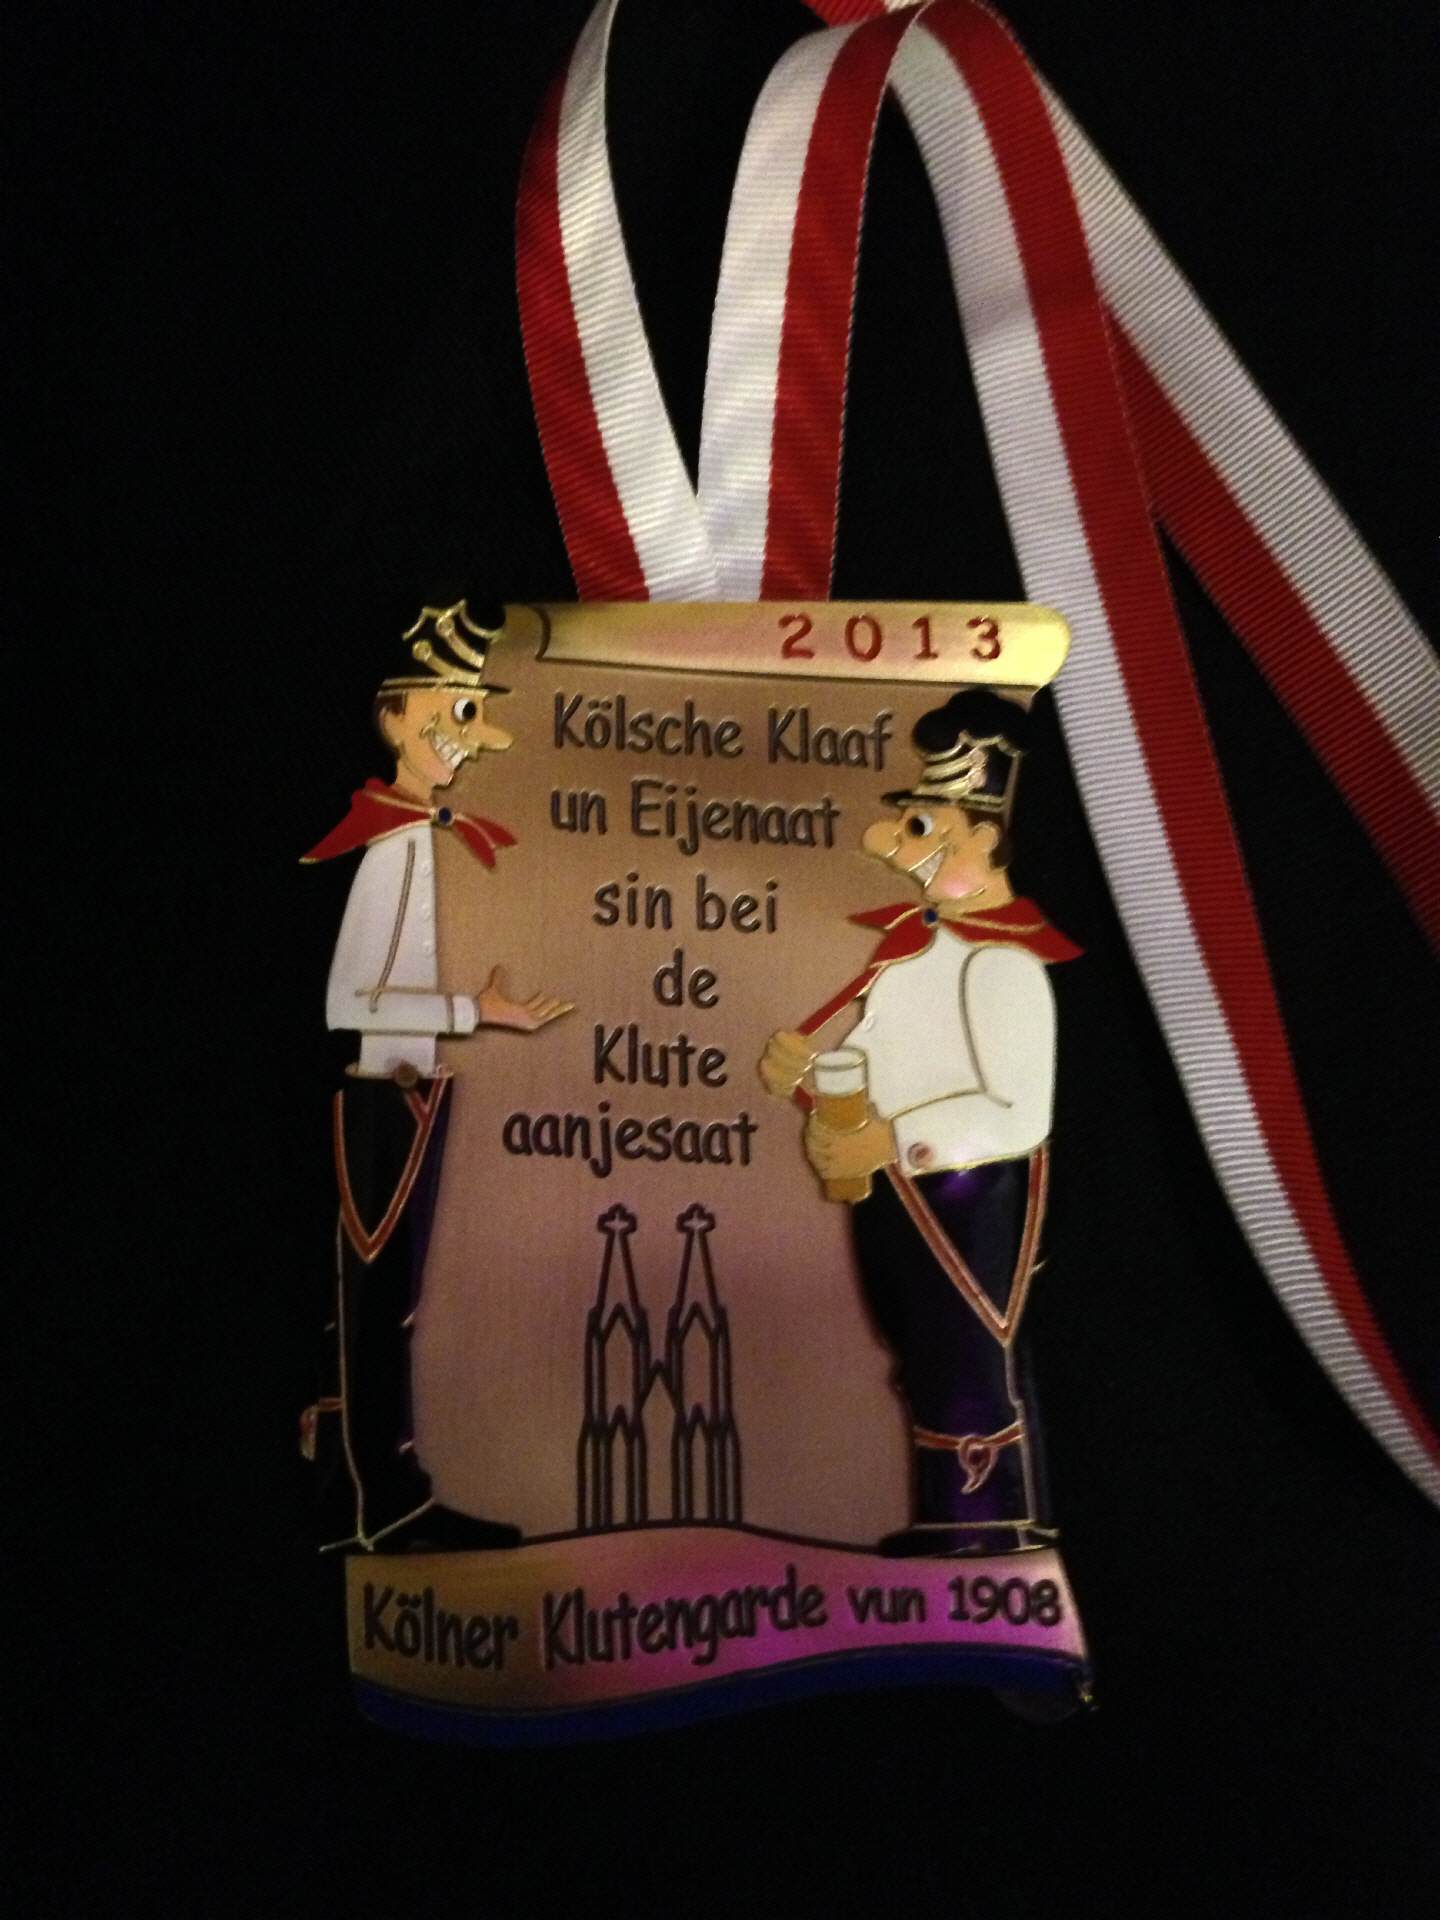 2013
Kölsche Klaaf
un Eijenaat
sin bei
de
Klute
aanjesaat
Kölner Klutengarde vun 1908